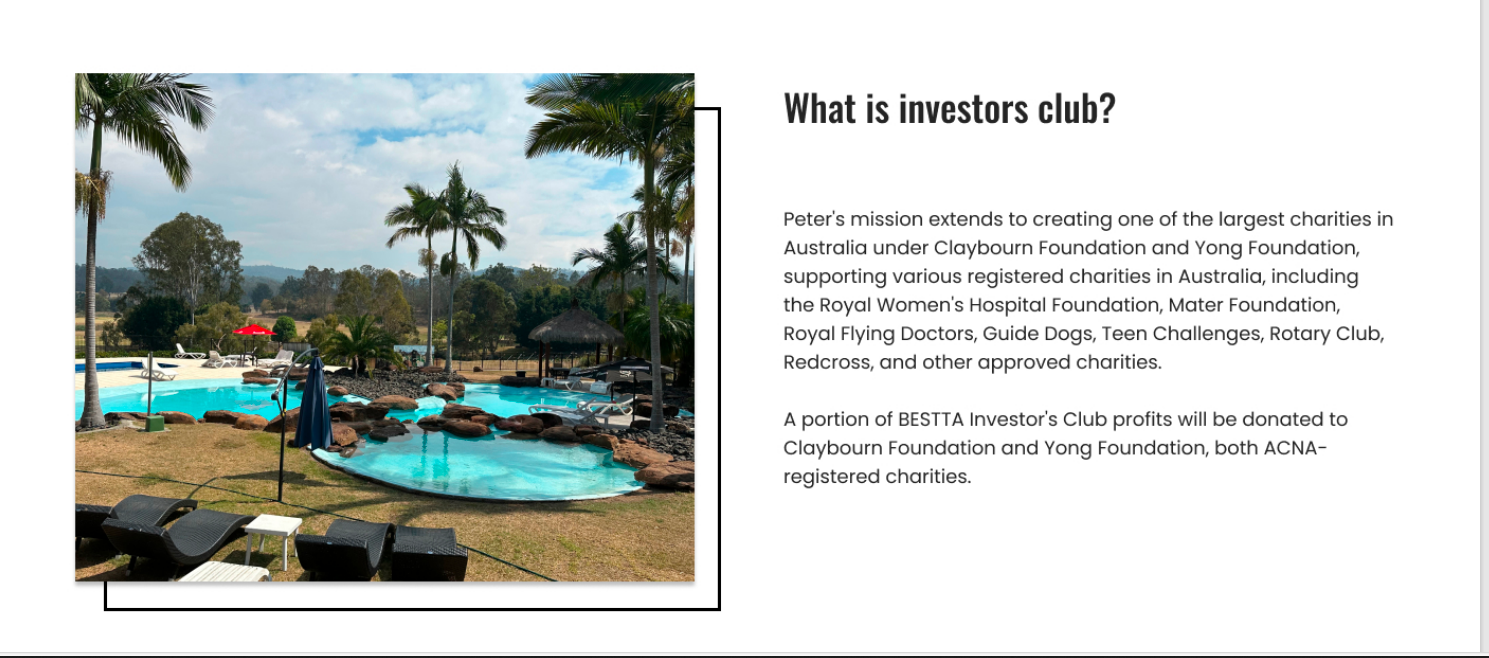 What is investors club?
Peter's mission extends to creating one of the largest charities in
Australia under Claybourn Foundation and Yong Foundation,
supporting various registered charities in Australia, including
the Royal Women's Hospital Foundation, Mater Foundation,
Royal Flying Doctors, Guide Dogs, Teen Challenges, Rotary Club,
Redcross, and other approved charities.
A portion of BESTTA Investor's Club profits will be donated to
Claybourn Foundation and Yong Foundation, both ACNA-
registered charities.